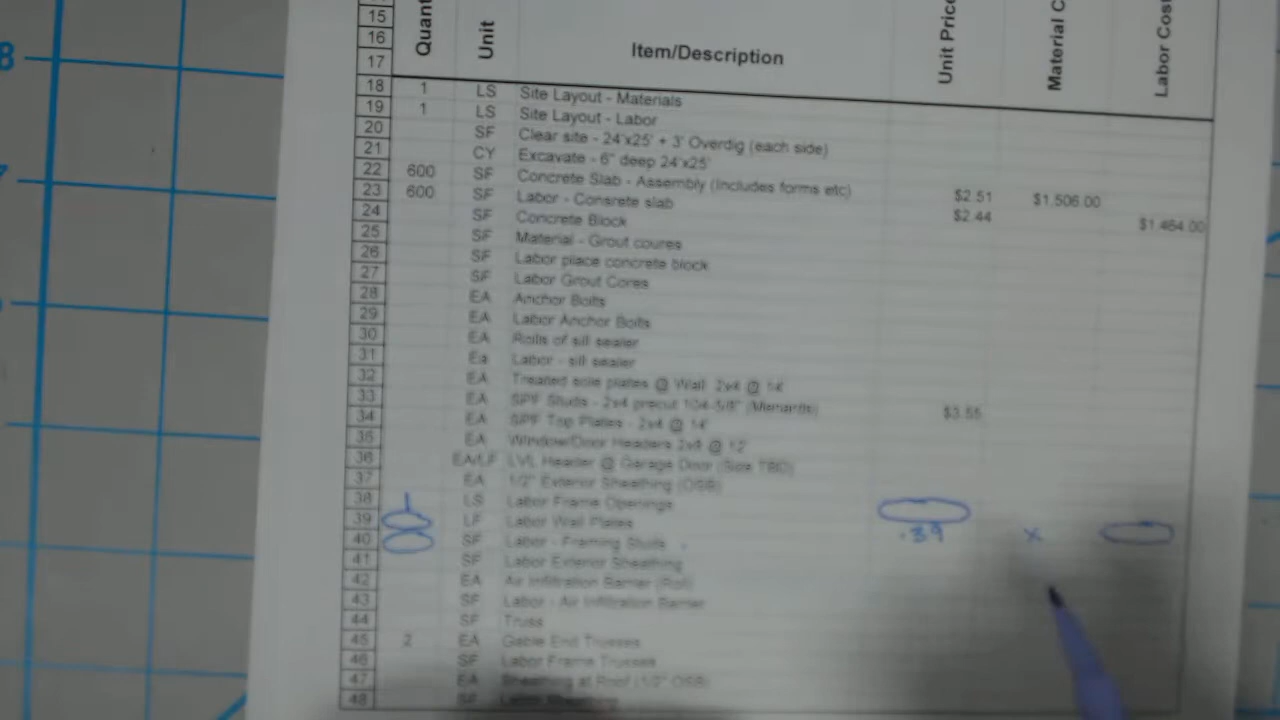 8
15
16
17
Quant Unit Item/Description Unit Price Material C Labor Cost
18 1 LS Site Layout - Materials
19 1 LS Site Layout - Labor
20 SF Clear site - 24'x25' + 3' Overdig (each side)
21 CY Excavate - 6" deep 24'x25'
22 600 SF Concrete Slab - Assembly (includes forms etc) $2.51 $1,506.00
23 600 SF Labor - Consrete slab $2.44 $1,464.00
24 SF Concrete Block
25 SF Material - Grout coures
26 SF Labor place concrete block
27 SF Labor Grout Cores
28 EA Anchor Bolts
29 EA Labor Anchor Bolts
30 EA Rolls of sill sealer
31 Ea Labor - sill sealer
32 EA Treated sole plates @ Wall 2x4 @ 14'
33 EA SPF Studs - 2x4 precut 104-5/8" (Menards) $3.55
34 EA SPF Top Plates - 2x4 @ 14'
35 EA Window/Door Headers 2x4 @ 12'
36 EA/LF LVL Header @ Garage Door (Size TBD)
37 EA 1/2" Exterior Sheathing (OSB)
38 1 LS Labor Frame Openings
39 LF Labor Wall Plates .39 x
40 SF Labor - Framing Studs
41 SF Labor Exterior Sheathing
42 EA Air Infiltration Barrier (Roll)
43 SF Labor - Air Infiltration Barrier
44 SF Truss
45 2 EA Gable End Trusses
46 SF Labor Frame Trusses
47 EA Sheathing at Roof (1/2" OSB)
48 SF Labor